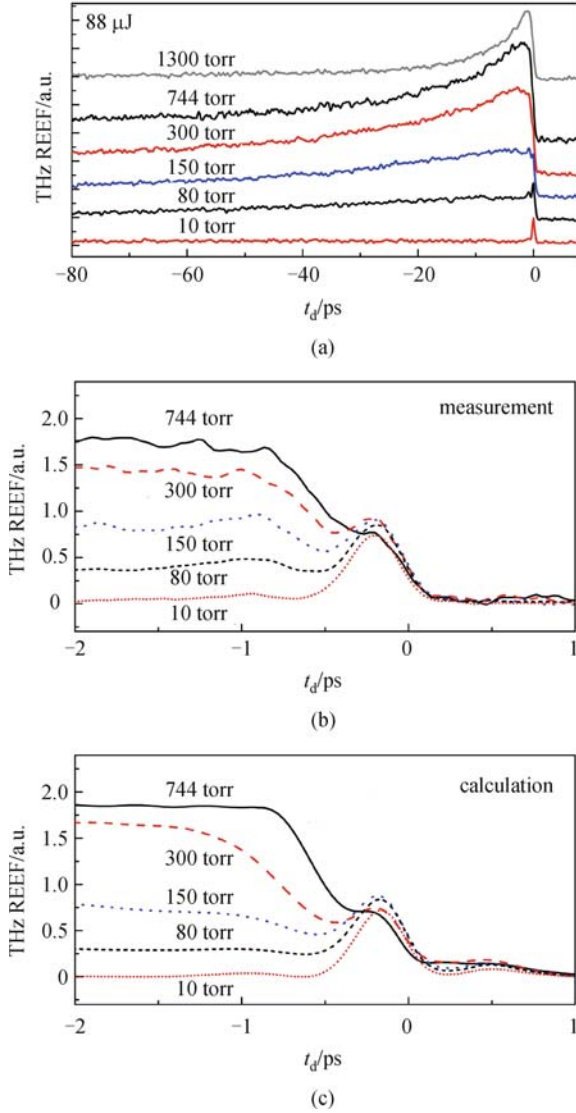 88 μJ
1300 torr
744 torr
300 torr
150 torr
80 torr
10 torr
THz REEF/a.u.
−80 −60 −40 −20 0
t_d/ps
(a)
744 torr
measurement
300 torr
150 torr
80 torr
10 torr
THz REEF/a.u.
2.0
1.5
1.0
0.5
0
−2 −1 0 1
t_d/ps
(b)
744 torr
calculation
300 torr
150 torr
80 torr
10 torr
THz REEF/a.u.
2.0
1.5
1.0
0.5
0
−2 −1 0 1
t_d/ps
(c)